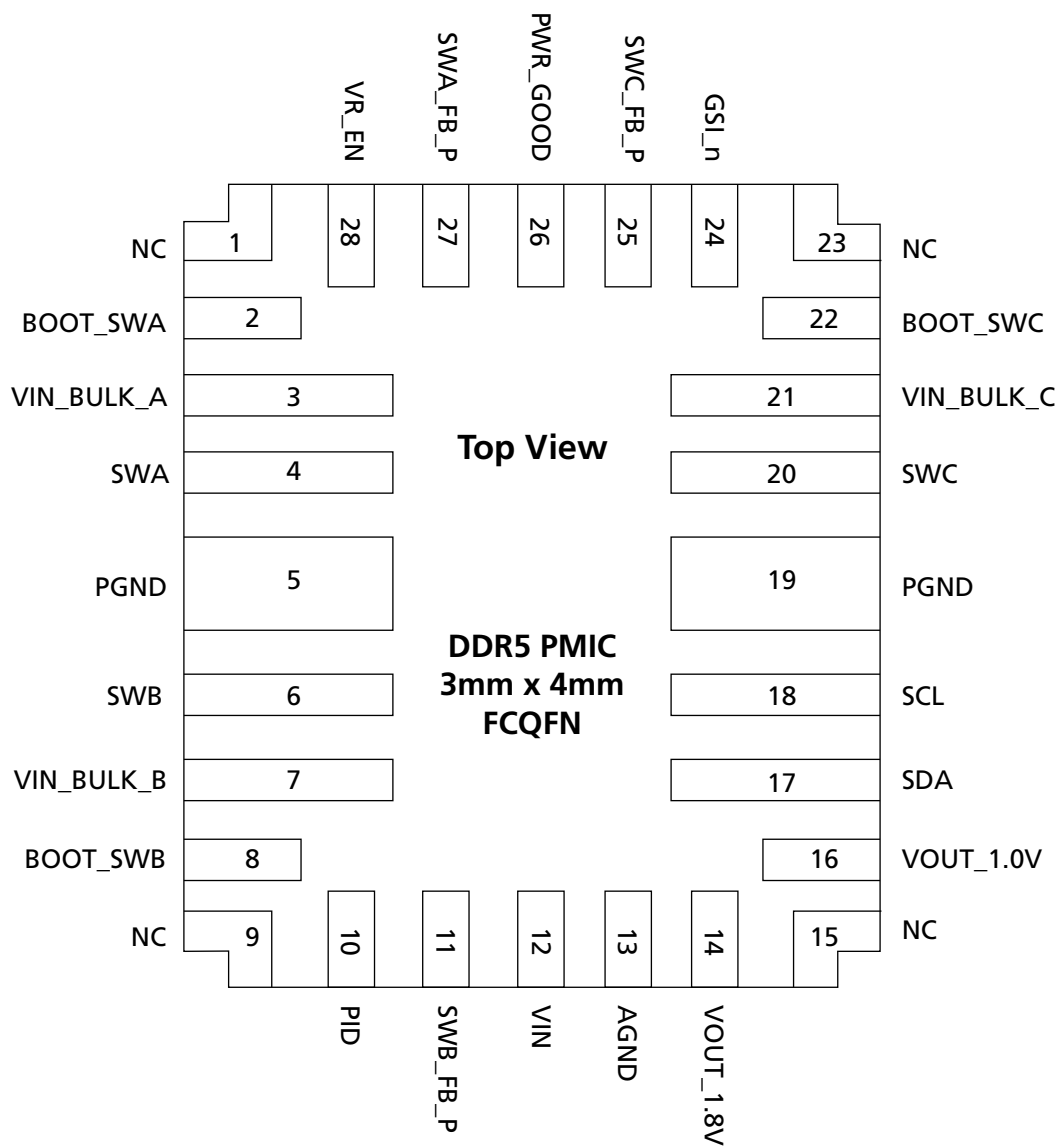 VR_EN
SWA_FB_P
PWR_GOOD
SWC_FB_P
GSI_n
28
27
26
25
24
NC
1
23
NC
BOOT_SWA
2
22
BOOT_SWC
VIN_BULK_A
3
21
VIN_BULK_C
Top View
SWA
4
20
SWC
PGND
5
19
PGND
DDR5 PMIC
3mm x 4mm
FCQFN
SWB
6
18
SCL
VIN_BULK_B
7
17
SDA
BOOT_SWB
8
16
VOUT_1.0V
NC
9
15
NC
10
11
12
13
14
PID
SWB_FB_P
VIN
AGND
VOUT_1.8V